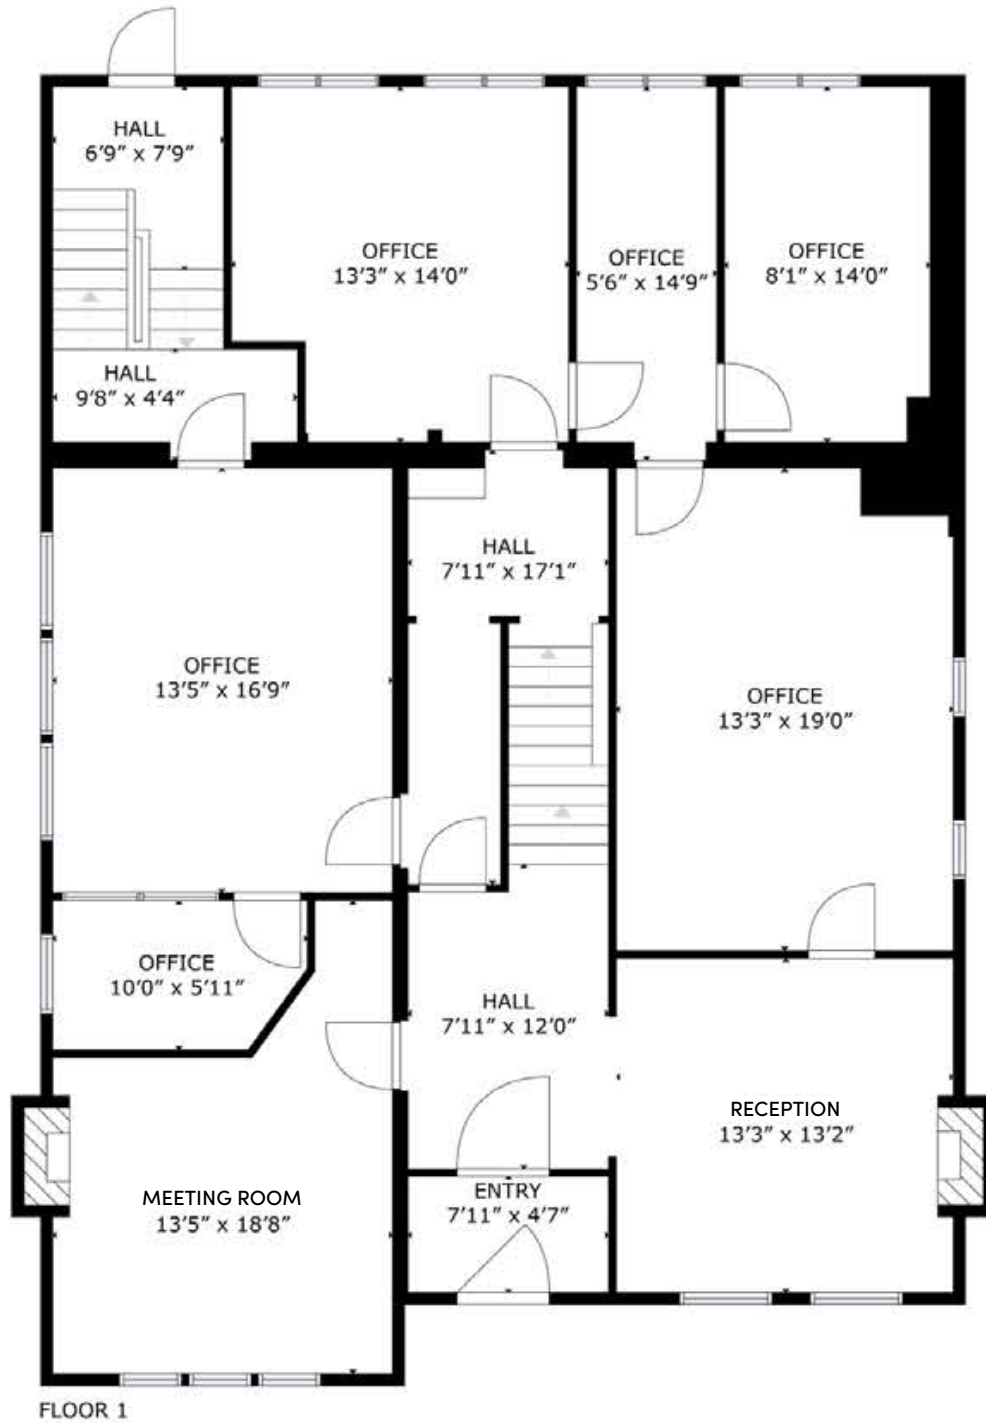 HALL
6'9" x 7'9"
OFFICE
13'3" x 14'0"
OFFICE
5'6" x 14'9"
OFFICE
8'1" x 14'0"
HALL
9'8" x 4'4"
HALL
7'11" x 17'1"
OFFICE
13'5" x 16'9"
OFFICE
13'3" x 19'0"
OFFICE
10'0" x 5'11"
HALL
7'11" x 12'0"
RECEPTION
13'3" x 13'2"
MEETING ROOM
13'5" x 18'8"
ENTRY
7'11" x 4'7"
FLOOR 1